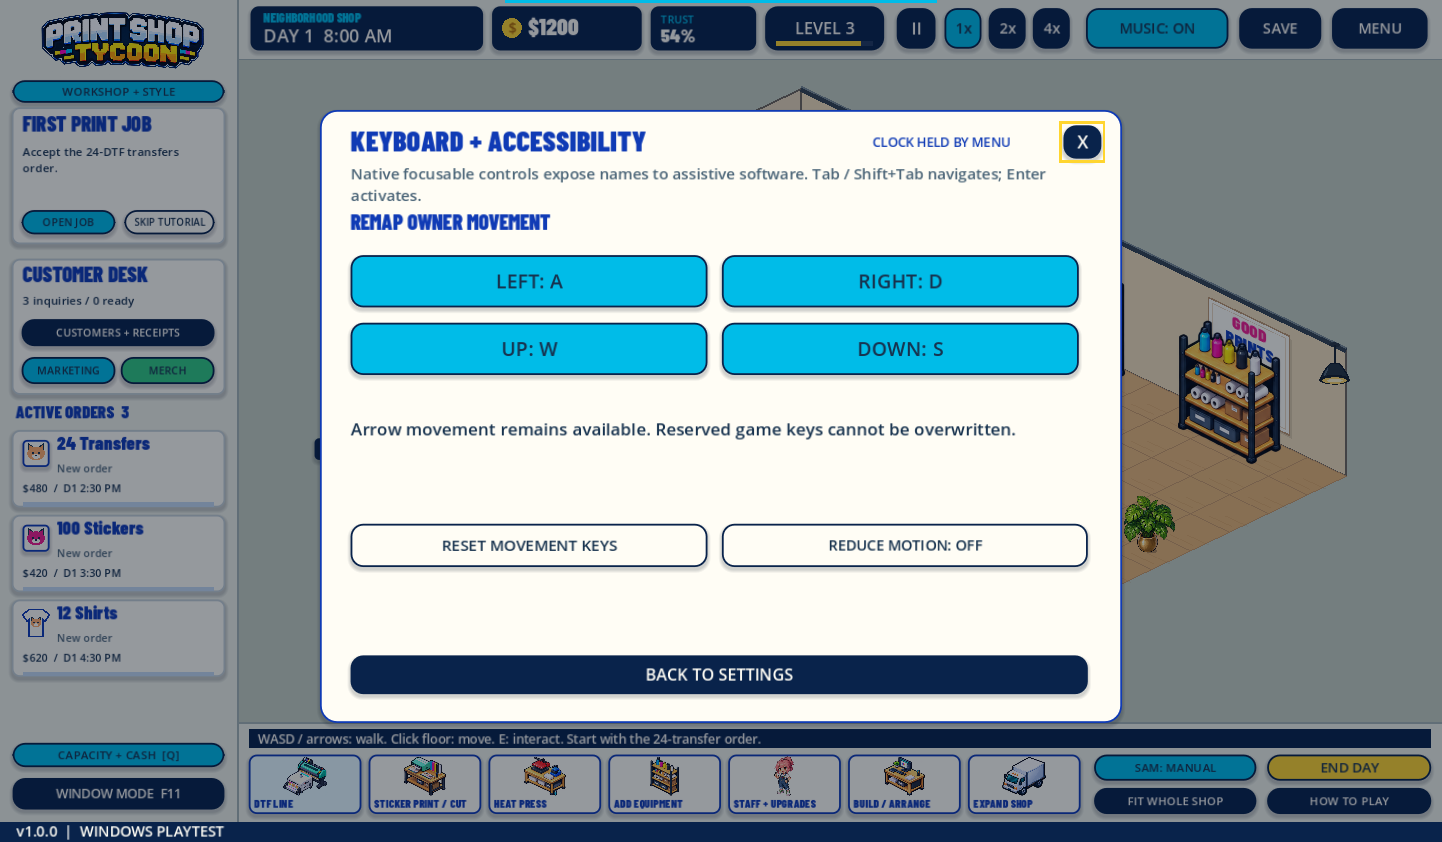 PRINT SHOP
TYCOON
NEIGHBORHOOD SHOP
DAY 1 8:00 AM
$ $1200
TRUST
54%
LEVEL 3
II
1x
2x
4x
MUSIC: ON
SAVE
MENU
WORKSHOP + STYLE
FIRST PRINT JOB
Accept the 24-DTF transfers
order.
OPEN JOB
SKIP TUTORIAL
CUSTOMER DESK
3 inquiries / 0 ready
CUSTOMERS + RECEIPTS
MARKETING
MERCH
ACTIVE ORDERS 3
24 Transfers
New order
$480 / D1 2:30 PM
100 Stickers
New order
$420 / D1 3:30 PM
12 Shirts
New order
$620 / D1 4:30 PM
CAPACITY + CASH [Q]
WINDOW MODE F11
KEYBOARD + ACCESSIBILITY
CLOCK HELD BY MENU
X
Native focusable controls expose names to assistive software. Tab / Shift+Tab navigates; Enter
activates.
REMAP OWNER MOVEMENT
LEFT: A
RIGHT: D
UP: W
DOWN: S
Arrow movement remains available. Reserved game keys cannot be overwritten.
RESET MOVEMENT KEYS
REDUCE MOTION: OFF
BACK TO SETTINGS
GOOD
PRINTS
WASD / arrows: walk. Click floor: move. E: interact. Start with the 24-transfer order.
DTF LINE
STICKER PRINT / CUT
HEAT PRESS
ADD EQUIPMENT
STAFF + UPGRADES
BUILD / ARRANGE
EXPAND SHOP
SAM: MANUAL
END DAY
FIT WHOLE SHOP
HOW TO PLAY
v1.0.0 | WINDOWS PLAYTEST